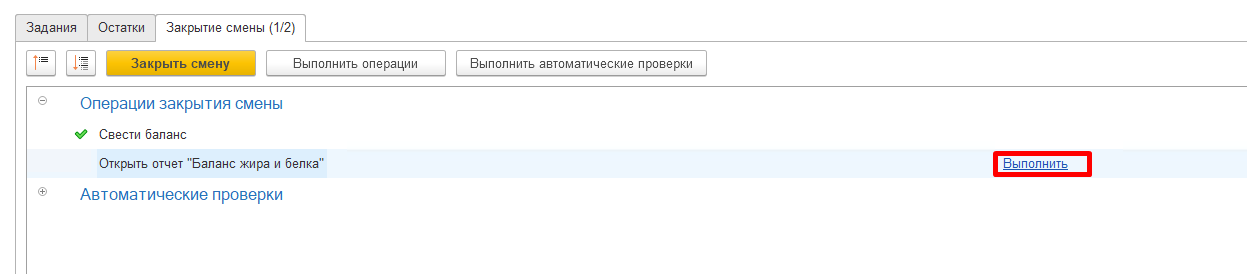 Задания Остатки Закрытие смены (1/2)
Закрыть смену Выполнить операции Выполнить автоматические проверки
Операции закрытия смены
Свести баланс
Открыть отчет "Баланс жира и белка" Выполнить
Автоматические проверки